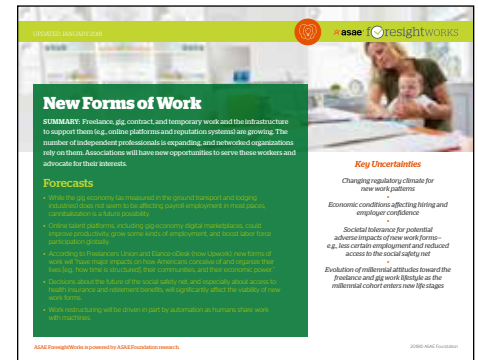 UPDATED JANUARY 2018
asae foresightworks
New Forms of Work
SUMMARY: Freelance, gig, contract, and temporary work and the infrastructure
to support them (e.g., online platforms and reputation systems) are growing. The
number of independent professionals is expanding, and networked organizations
rely on them. Associations will have new opportunities to serve these workers and
advocate for their interests.
Forecasts
• While the gig economy (as measured in the ground transport and lodging
industries) does not seem to be affecting payroll employment in most places,
cannibalization is a future possibility.
• Online talent platforms, including gig-economy digital marketplaces, could
improve productivity, grow some kinds of employment, and boost labor force
participation globally.
• According to Freelancers Union and Elance-oDesk (now Upwork), new forms of
work will "have major impacts on how Americans conceive of and organize their
lives (e.g. how time is structured), their communities, and their economic power."
• Decisions about the future of the social safety net, and especially about access to
health insurance and retirement benefits, will significantly affect the viability of new
work forms.
• Work restructuring will be driven in part by automation as humans share work
with machines.
Key Uncertainties
Changing regulatory climate for
new work patterns
•
Economic conditions affecting hiring and
employer confidence
•
Societal tolerance for potential
adverse impacts of new work forms—
e.g., less certain employment and reduced
access to the social safety net
•
Evolution of millennial attitudes toward the
freelance and gig work lifestyle as the
millennial cohort enters new life stages
ASAE ForesightWorks is powered by ASAE Foundation research.
2018© ASAE Foundation